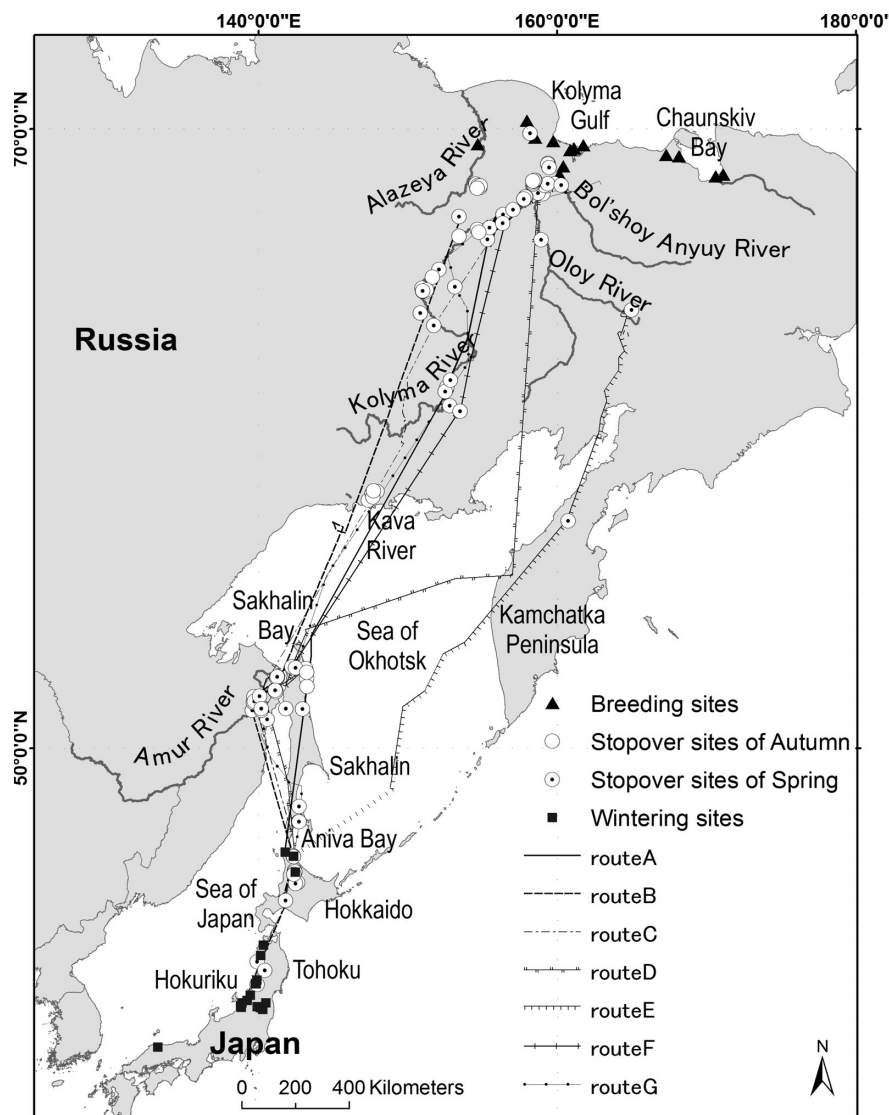 140°0'0"E
160°0'0"E
180°0'0"
70°0'0"N
50°0'0"N
Kolyma
Gulf
Chaunskiv
Bay
Alazeya River
Bol'shoy Anyuy River
Oloy River
Russia
Kolyma River
Kava
River
Sakhalin
Bay
Sea of
Okhotsk
Kamchatka
Peninsula
Amur River
Sakhalin
Aniva Bay
Sea of
Japan
Hokkaido
Hokuriku
Tohoku
Japan
Breeding sites
Stopover sites of Autumn
Stopover sites of Spring
Wintering sites
routeA
routeB
routeC
routeD
routeE
routeF
routeG
0 200 400 Kilometers
N